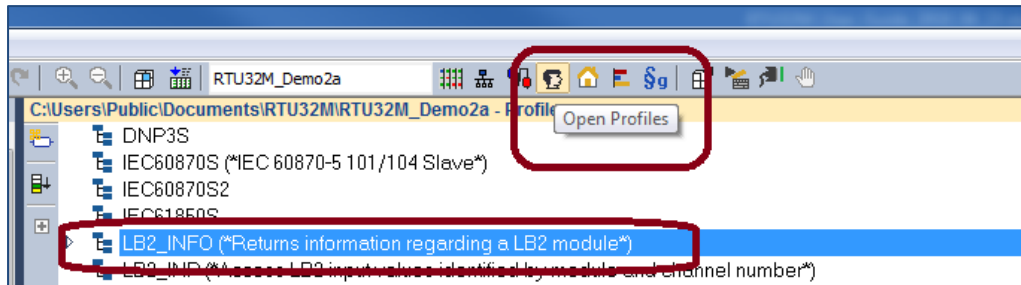 RTU32M_Demo2a
§g
C:\Users\Public\Documents\RTU32M\RTU32M_Demo2a - Profile
Open Profiles
DNP3S
IEC60870S (*IEC 60870-5 101/104 Slave*)
IEC60870S2
IEC61850S
LB2_INFO (*Returns information regarding a LB2 module*)
LB2_INP (*Access LB2 input values identified by module and channel number*)